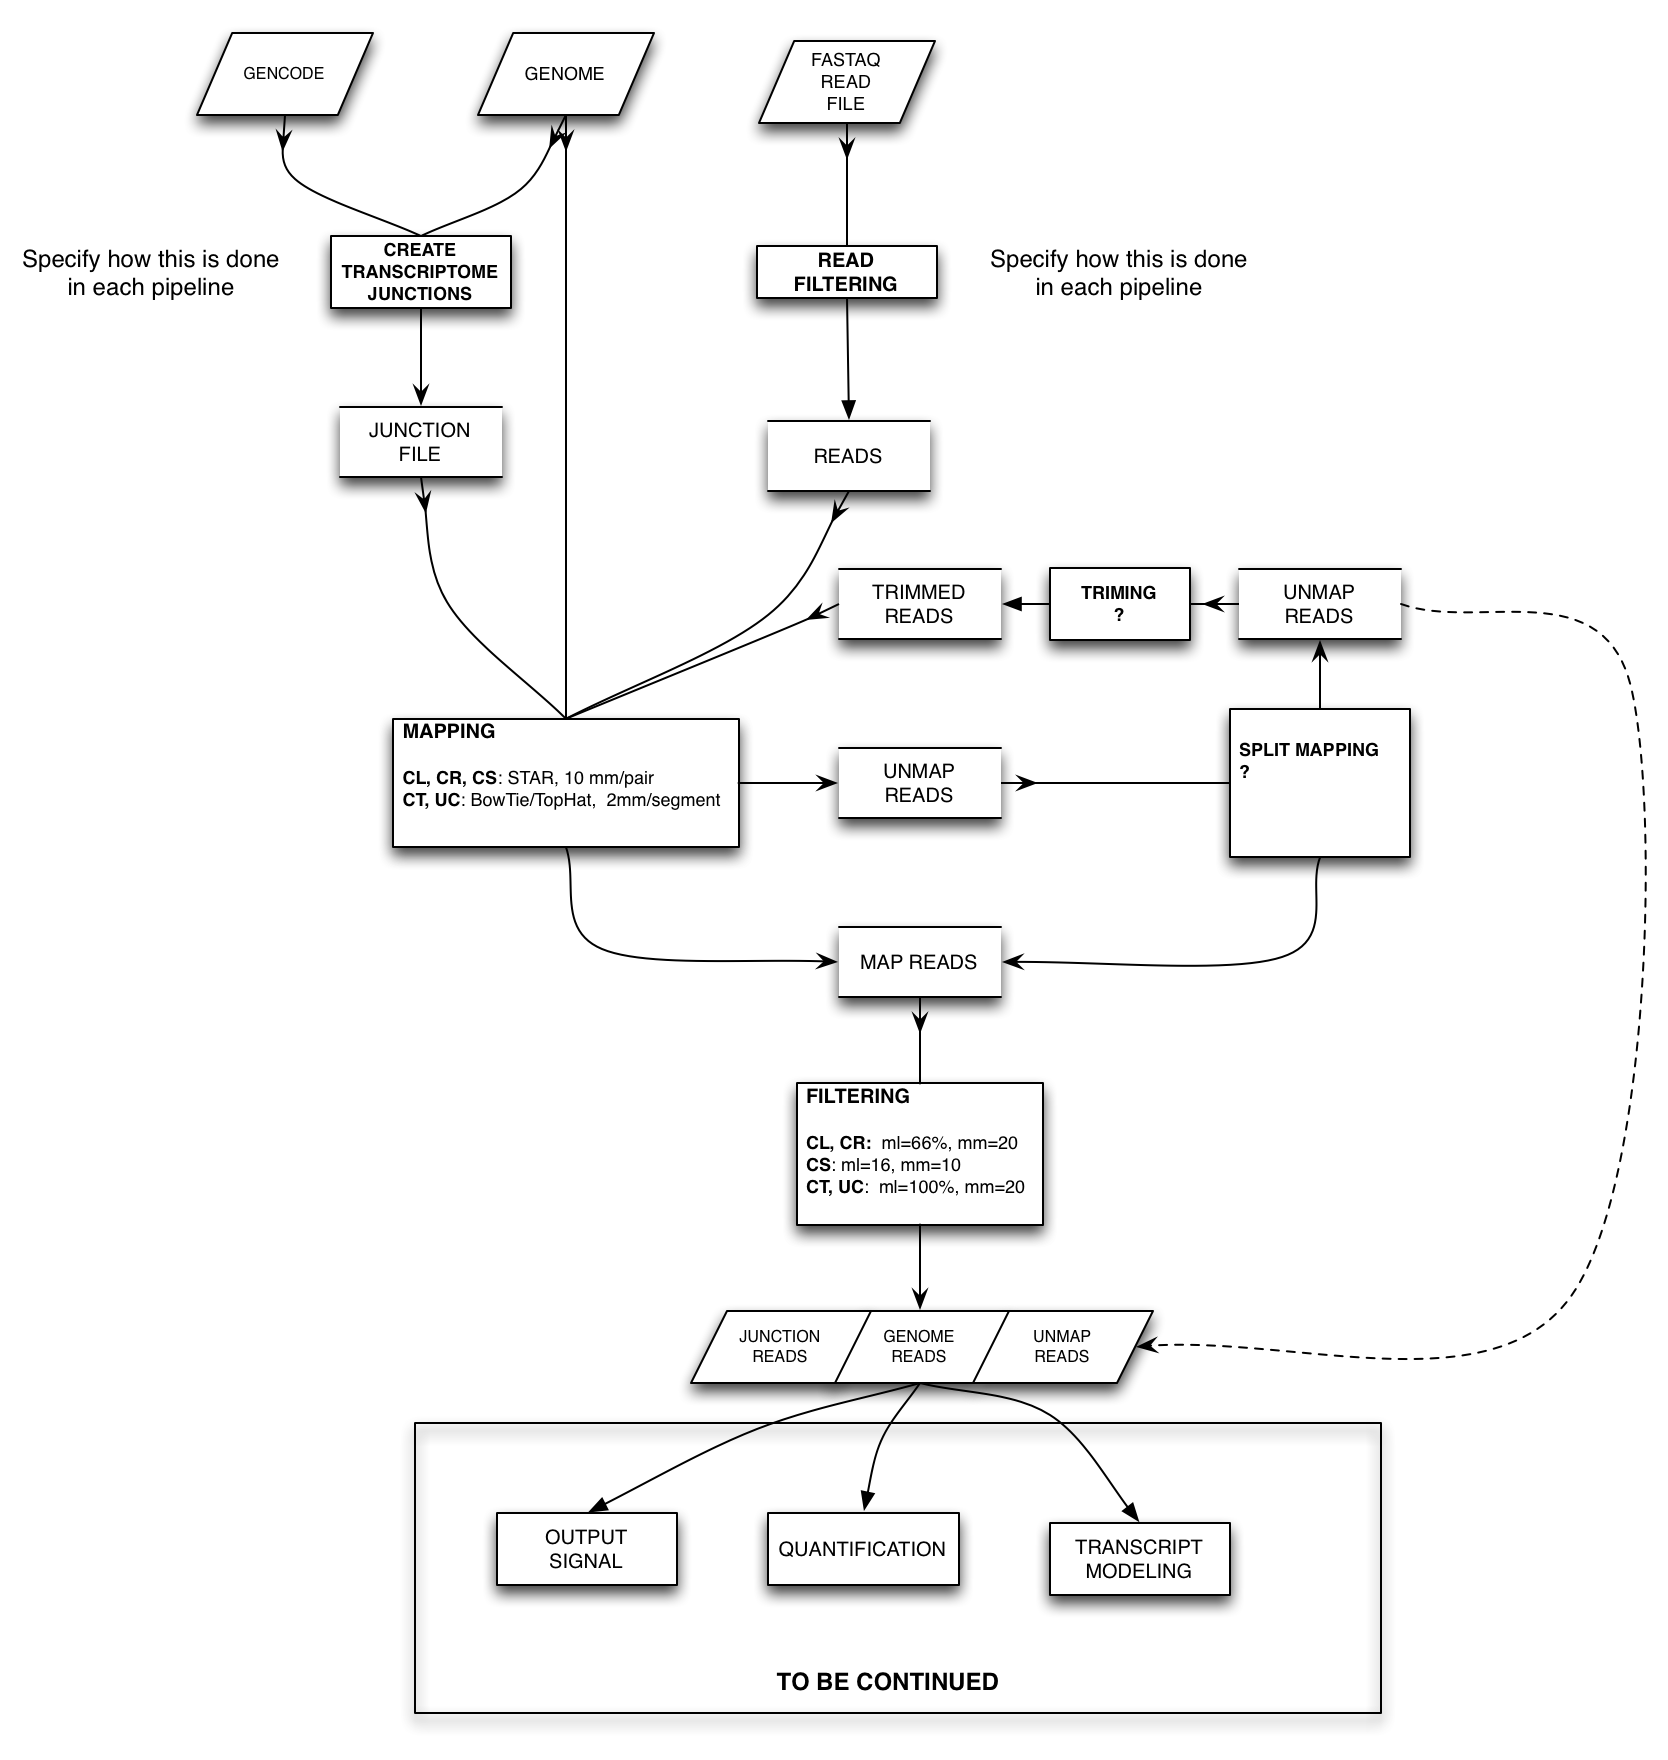 GENCODE
GENOME
FASTAQ
READ
FILE
Specify how this is done
in each pipeline
CREATE
TRANSCRIPTOME
JUNCTIONS
READ
FILTERING
Specify how this is done
in each pipeline
JUNCTION
FILE
READS
TRIMMED
READS
TRIMING
?
UNMAP
READS
MAPPING
CL, CR, CS: STAR, 10 mm/pair
CT, UC: BowTie/TopHat, 2mm/segment
UNMAP
READS
SPLIT MAPPING
?
MAP READS
FILTERING
CL, CR: ml=66%, mm=20
CS: ml=16, mm=10
CT, UC: ml=100%, mm=20
JUNCTION
READS
GENOME
READS
UNMAP
READS
OUTPUT
SIGNAL
QUANTIFICATION
TRANSCRIPT
MODELING
TO BE CONTINUED